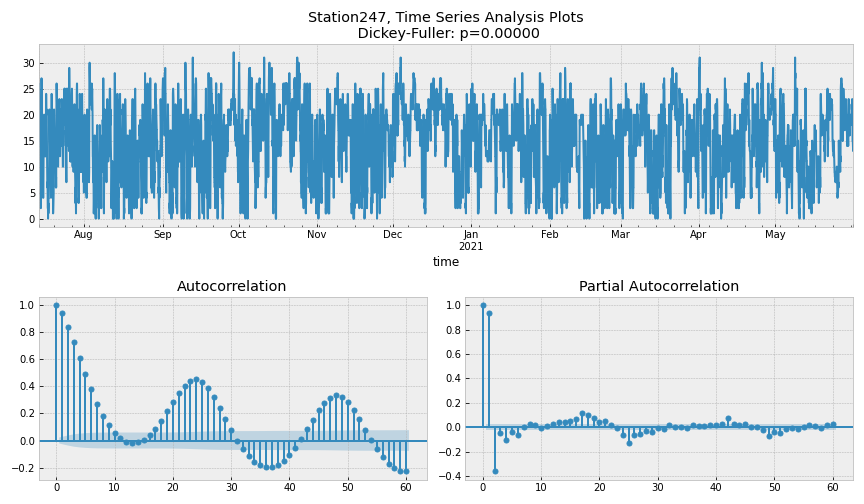 Station247, Time Series Analysis Plots
Dickey-Fuller: p=0.00000
30
25
20
15
10
5
0
Aug Sep Oct Nov Dec Jan Feb Mar Apr May
2021
time
Autocorrelation
1.0
0.8
0.6
0.4
0.2
0.0
−0.2
0 10 20 30 40 50 60
Partial Autocorrelation
1.0
0.8
0.6
0.4
0.2
0.0
−0.2
−0.4
0 10 20 30 40 50 60